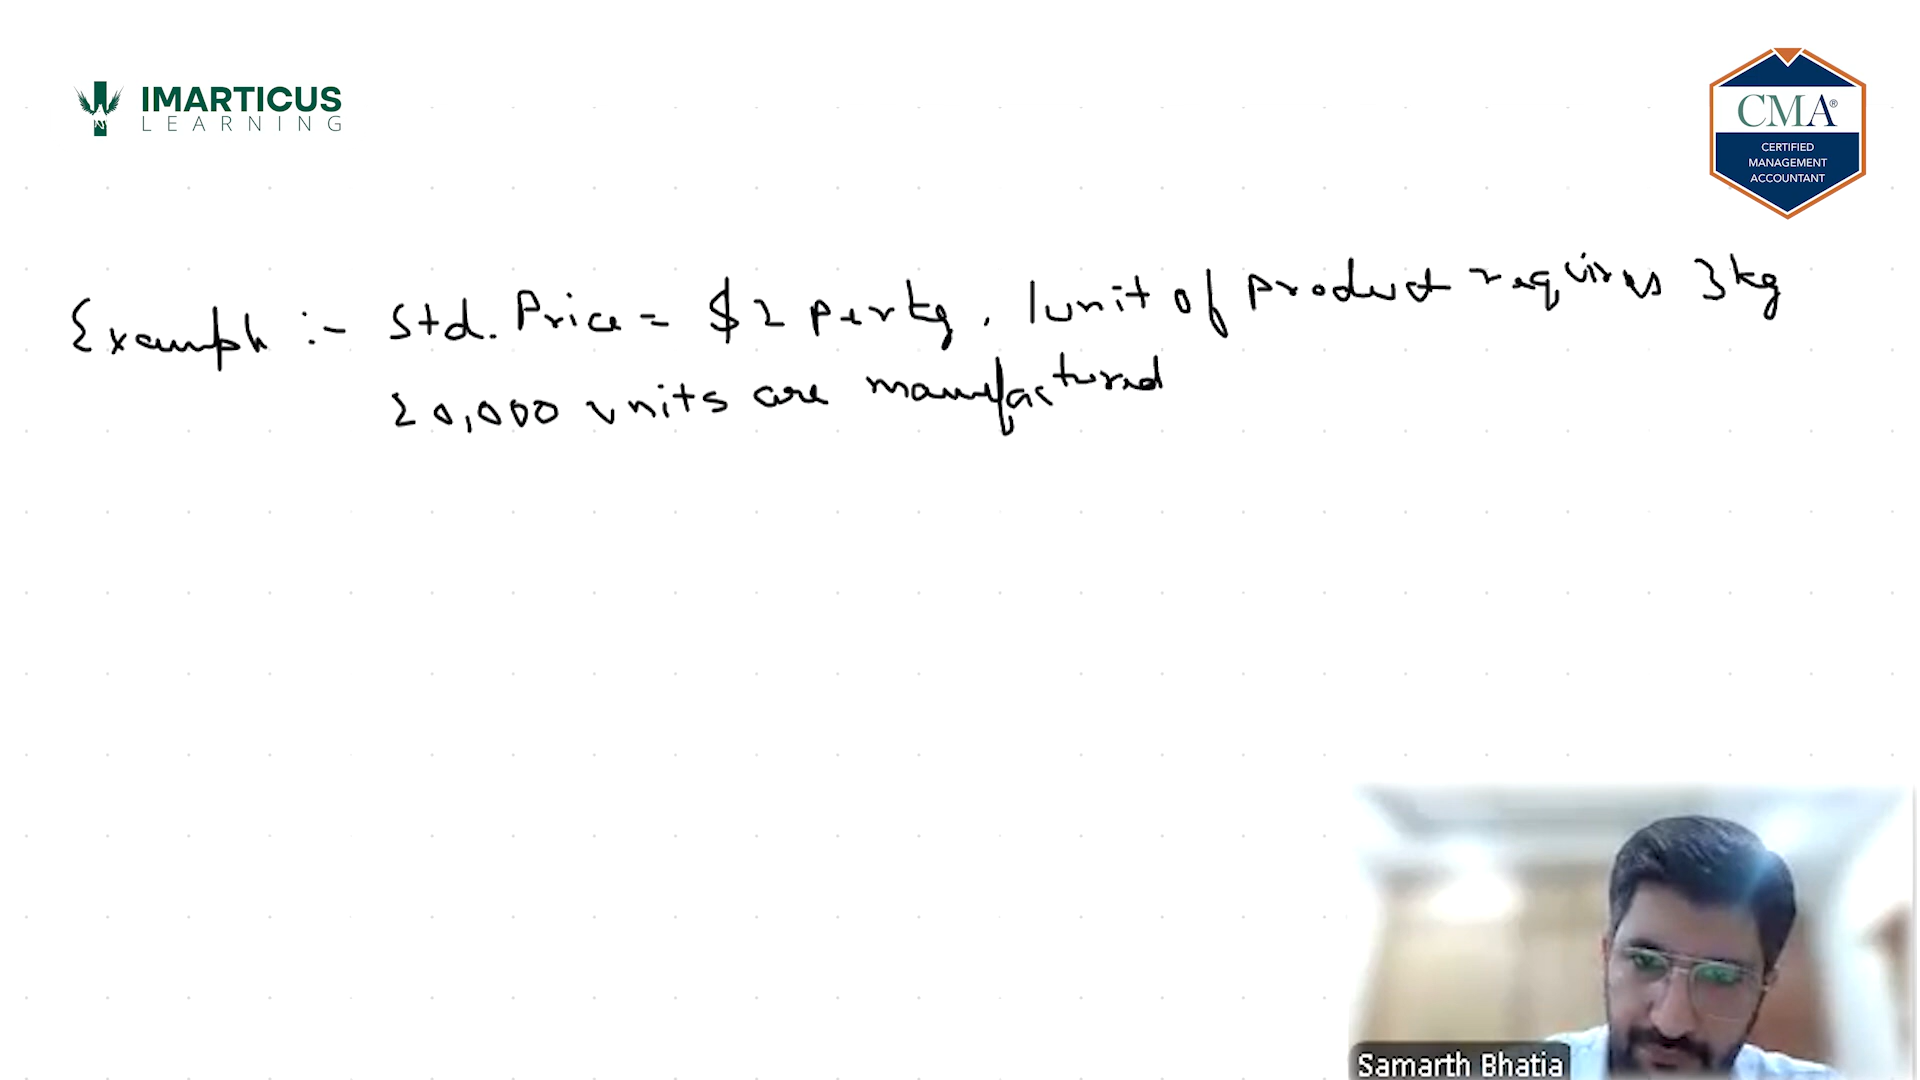 IMARTICUS
LEARNING
CMA®
CERTIFIED
MANAGEMENT
ACCOUNTANT
Example :- Std. Price = $2 per kg. 1 unit of product requires 3kg
20,000 units are manufactured
Samarth Bhatia